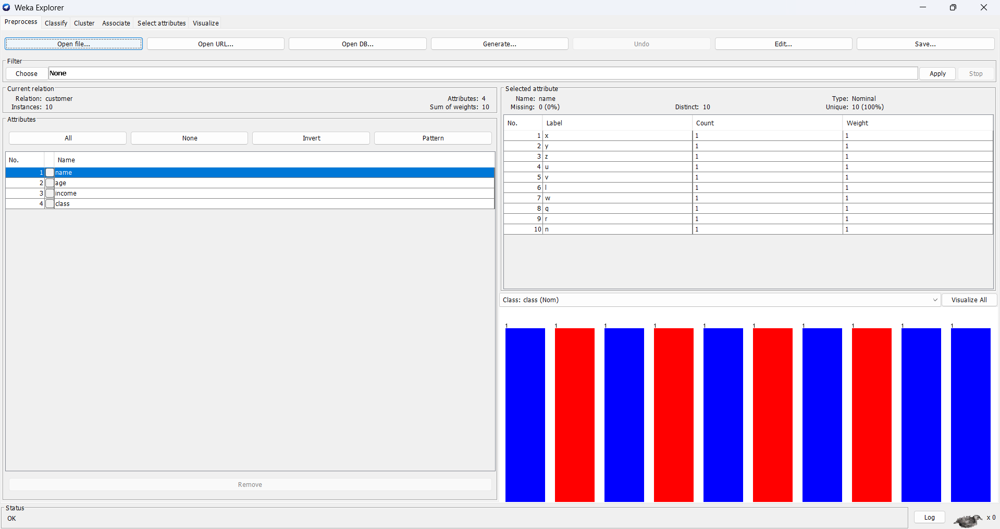 Weka Explorer
Preprocess Classify Cluster Associate Select attributes Visualize
Open file... Open URL... Open DB... Generate... Undo Edit... Save...
Filter
Choose None Apply Stop
Current relation
Relation: customer Attributes: 4
Instances: 10 Sum of weights: 10
Attributes
All None Invert Pattern
No. Name
1 name
2 age
3 income
4 class
Remove
Selected attribute
Name: name Type: Nominal
Missing: 0 (0%) Distinct: 10 Unique: 10 (100%)
No. Label Count Weight
1 x 1 1
2 y 1 1
3 z 1 1
4 u 1 1
5 v 1 1
6 l 1 1
7 w 1 1
8 q 1 1
9 r 1 1
10 n 1 1
Class: class (Nom) Visualize All
1 1 1 1 1 1 1 1 1 1
Status
OK
Log x 0